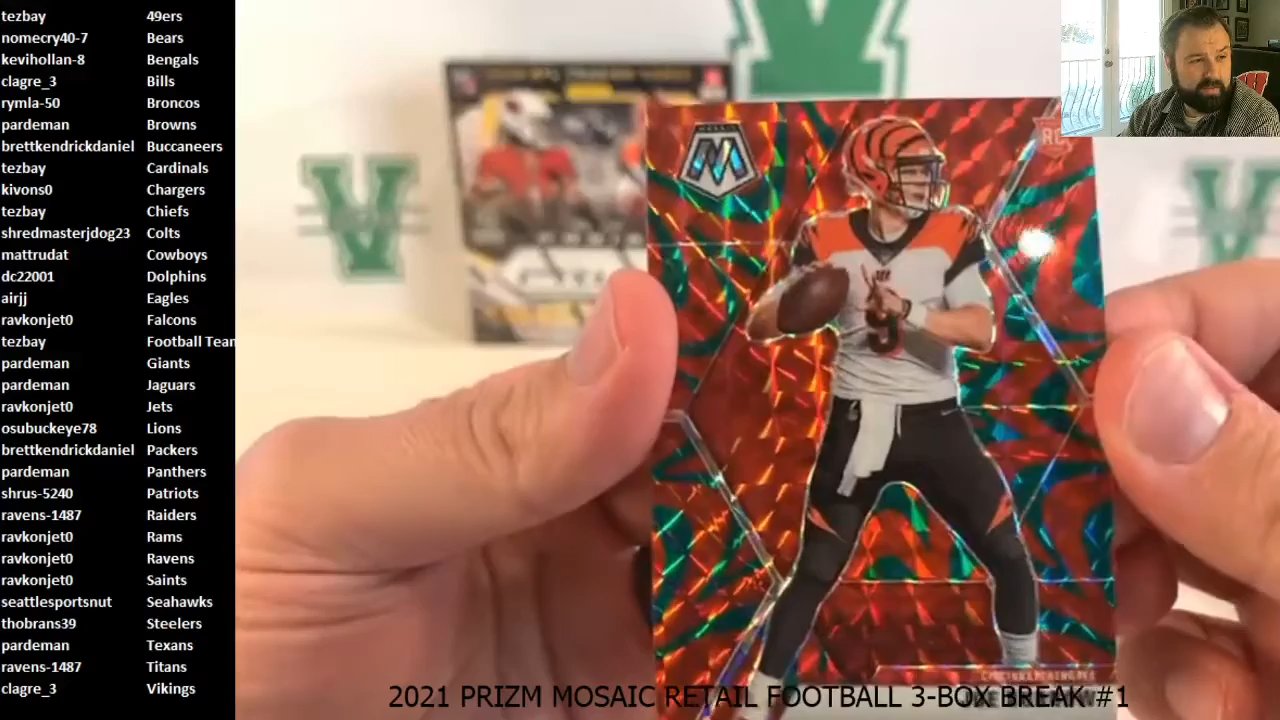 tezbay 49ers
nomecry40-7 Bears
kevihollan-8 Bengals
clagre_3 Bills
rymla-50 Broncos
pardeman Browns
brettkendrickdaniel Buccaneers
tezbay Cardinals
kivons0 Chargers
tezbay Chiefs
shredmasterjdog23 Colts
mattrudat Cowboys
dc22001 Dolphins
airjj Eagles
ravkonjet0 Falcons
tezbay Football Team
pardeman Giants
pardeman Jaguars
ravkonjet0 Jets
osubuckeye78 Lions
brettkendrickdaniel Packers
pardeman Panthers
shrus-5240 Patriots
ravens-1487 Raiders
ravkonjet0 Rams
ravkonjet0 Ravens
ravkonjet0 Saints
seattlesportsnut Seahawks
thobrans39 Steelers
pardeman Texans
ravens-1487 Titans
clagre_3 Vikings
MOSAIC
M
RC
9
V
V
2021 PRIZM MOSAIC RETAIL FOOTBALL 3-BOX BREAK #1